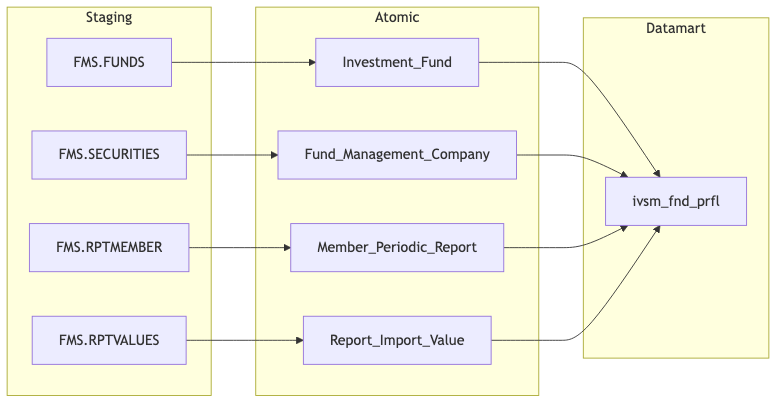 Staging
Atomic
Datamart
FMS.FUNDS
Investment_Fund
FMS.SECURITIES
Fund_Management_Company
ivsm_fnd_prfl
FMS.RPTMEMBER
Member_Periodic_Report
FMS.RPTVALUES
Report_Import_Value